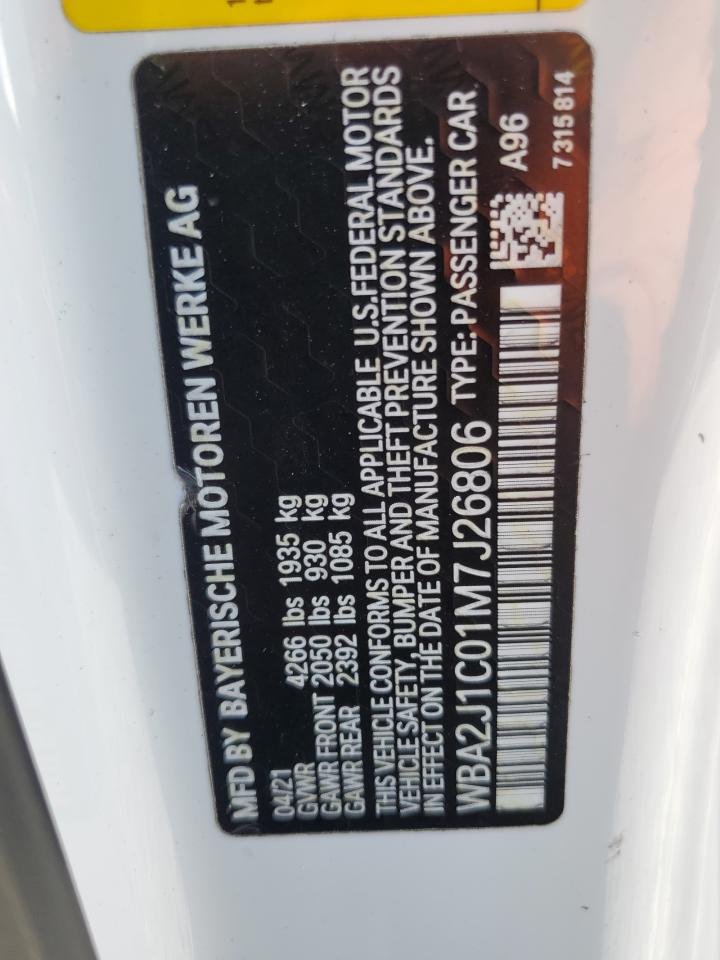 MFD BY BAYERISCHE MOTOREN WERKE AG
04/21
GVWR 4266 lbs 1935 kg
GAWR FRONT 2050 lbs 930 kg
GAWR REAR 2392 lbs 1085 kg
THIS VEHICLE CONFORMS TO ALL APPLICABLE U.S.FEDERAL MOTOR
VEHICLE SAFETY, BUMPER AND THEFT PREVENTION STANDARDS
IN EFFECT ON THE DATE OF MANUFACTURE SHOWN ABOVE.
WBA2J1C01M7J26806 TYPE: PASSENGER CAR
A96
7315814